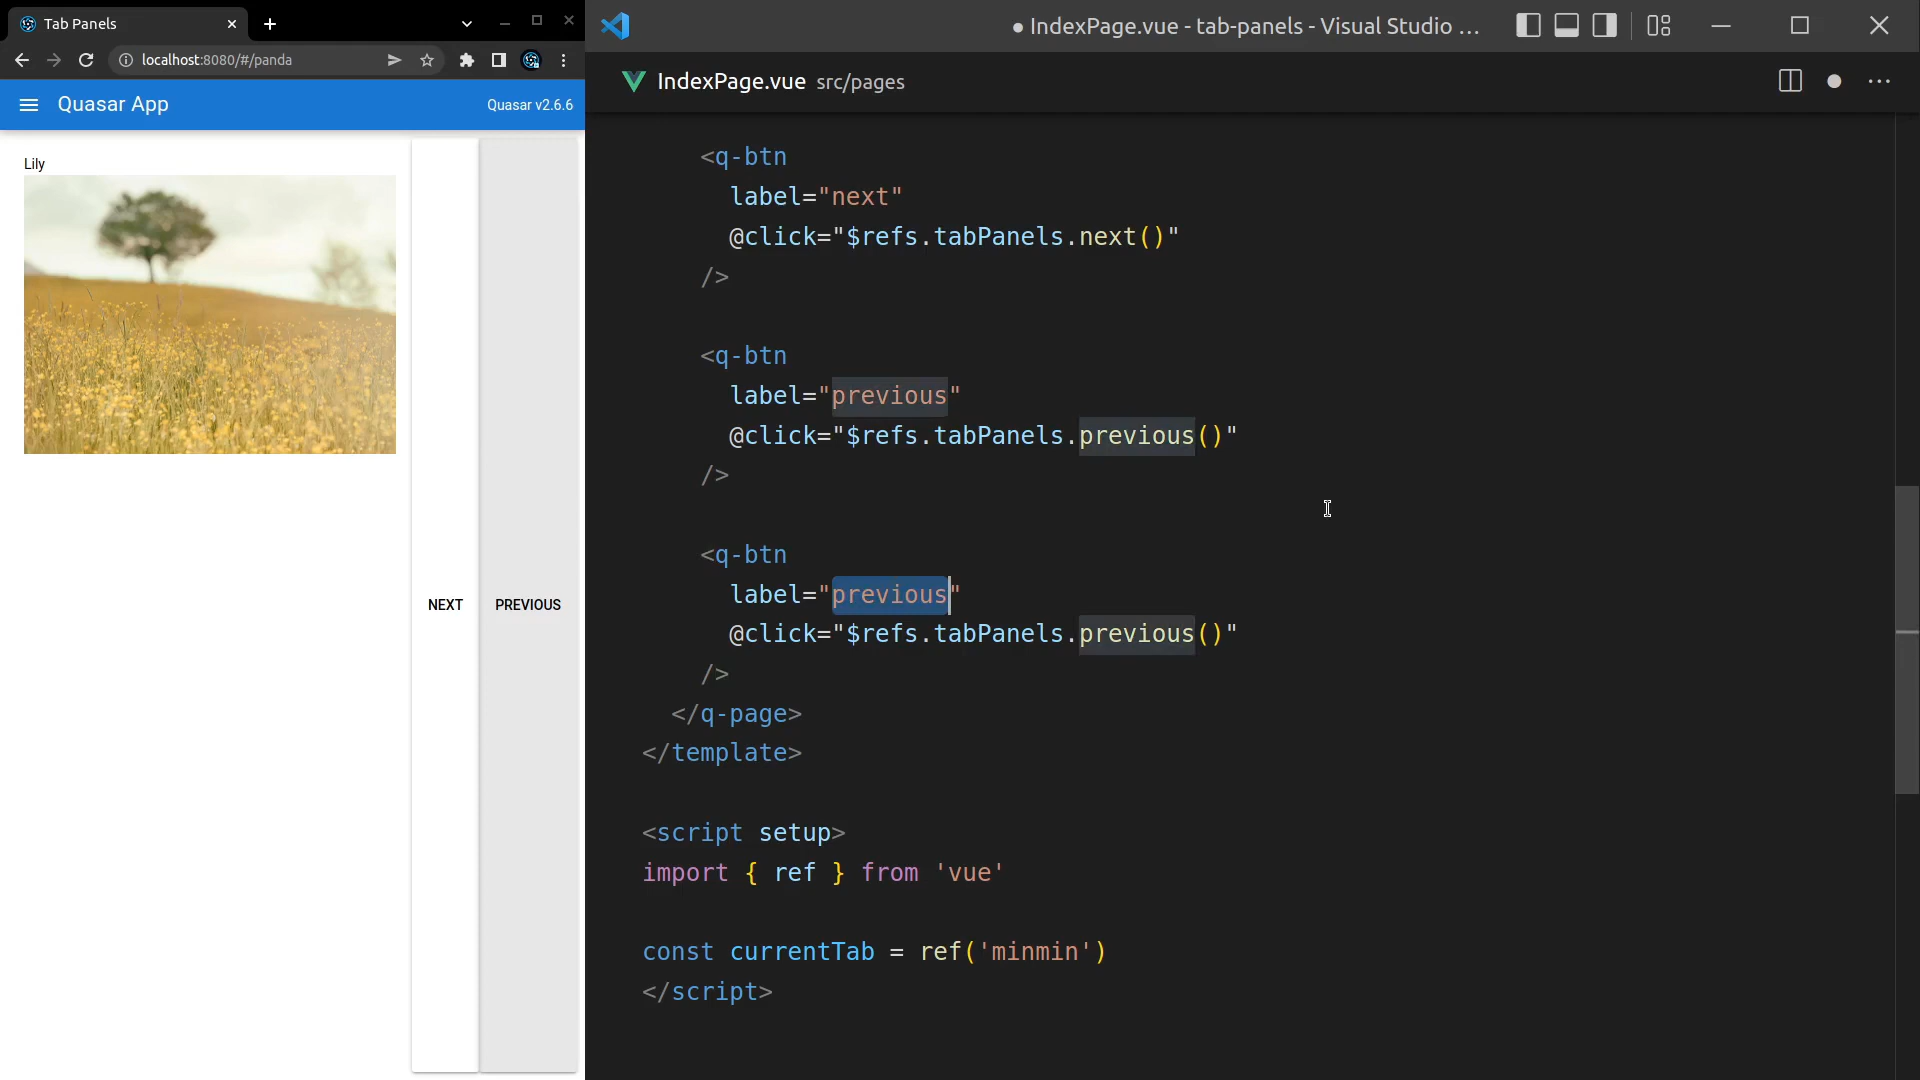 Tab Panels
localhost:8080/#/panda
Quasar App
Quasar v2.6.6
Lily
NEXT
PREVIOUS
● IndexPage.vue - tab-panels - Visual Studio ...
IndexPage.vue src/pages
<q-btn
label="next"
@click="$refs.tabPanels.next()"
/>
<q-btn
label="previous"
@click="$refs.tabPanels.previous()"
/>
<q-btn
label="previous"
@click="$refs.tabPanels.previous()"
/>
</q-page>
</template>
<script setup>
import { ref } from 'vue'
const currentTab = ref('minmin')
</script>